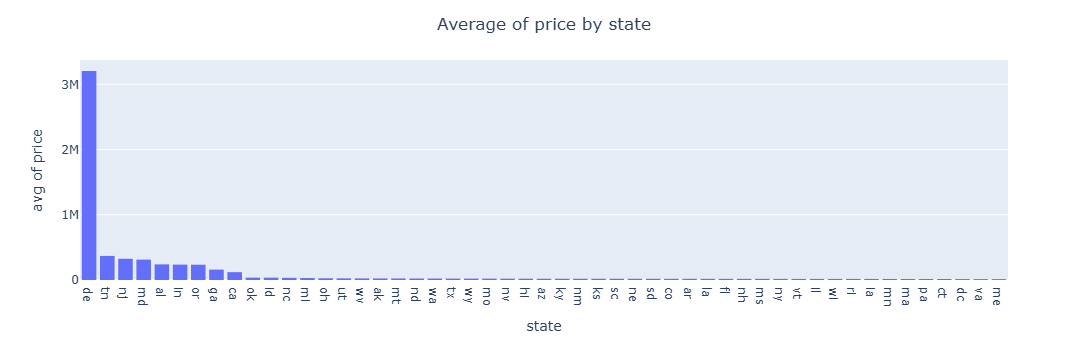 Average of price by state
3M
2M
1M
0
avg of price
de tn nj md al in or ga ca ok id nc mi oh ut wv ak mt nd wa tx wy mo nv hi az ky nm ks sc ne sd co ar la fl nh ms ny vt il wi ri ia mn ma pa ct dc va me
state